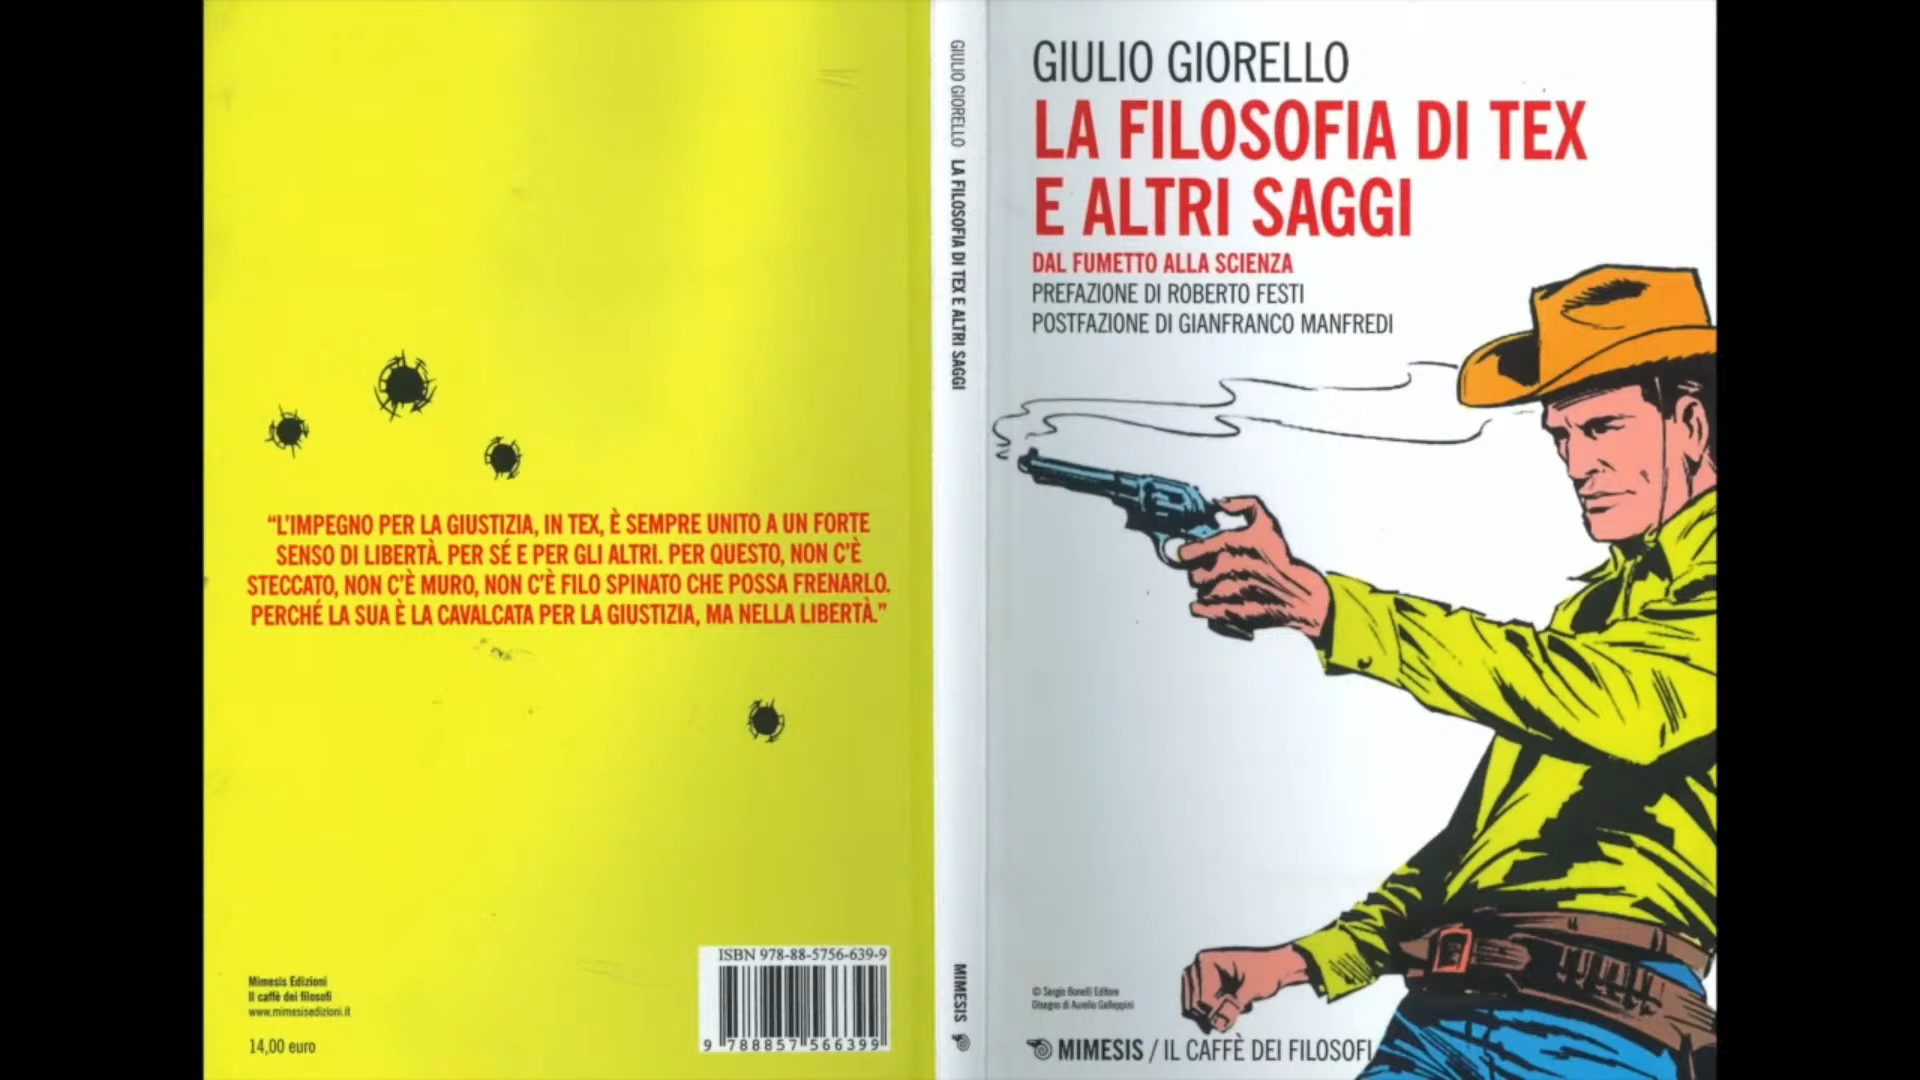 “L’IMPEGNO PER LA GIUSTIZIA, IN TEX, È SEMPRE UNITO A UN FORTE
SENSO DI LIBERTÀ. PER SÉ E PER GLI ALTRI. PER QUESTO, NON C’È
STECCATO, NON C’È MURO, NON C’È FILO SPINATO CHE POSSA FRENARLO.
PERCHÉ LA SUA È LA CAVALCATA PER LA GIUSTIZIA, MA NELLA LIBERTÀ.”
Mimesis Edizioni
Il caffè dei filosofi
www.mimesisedizioni.it
14,00 euro
ISBN 978-88-5756-639-9
9 788857 566399
GIULIO GIORELLO LA FILOSOFIA DI TEX E ALTRI SAGGI
MIMESIS
GIULIO GIORELLO
LA FILOSOFIA DI TEX
E ALTRI SAGGI
DAL FUMETTO ALLA SCIENZA
PREFAZIONE DI ROBERTO FESTI
POSTFAZIONE DI GIANFRANCO MANFREDI
© Sergio Bonelli Editore
Disegno di Aurelio Galleppini
MIMESIS / IL CAFFÈ DEI FILOSOFI